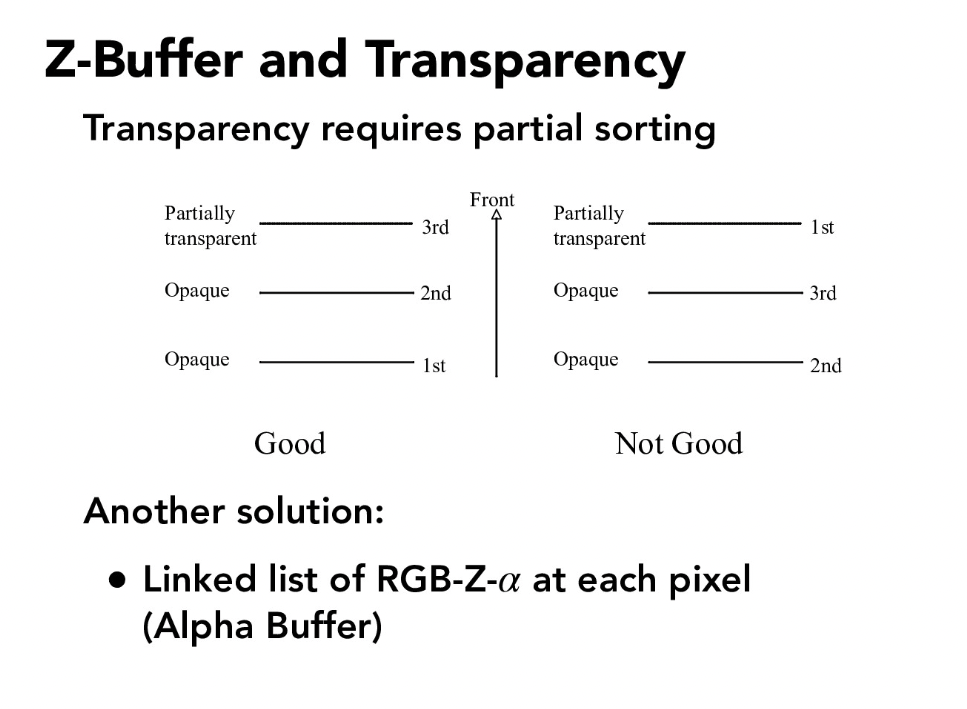 Z-Buffer and Transparency
Transparency requires partial sorting
Front
Partially
transparent
3rd
Opaque
2nd
Opaque
1st
Good
Partially
transparent
1st
Opaque
3rd
Opaque
2nd
Not Good
Another solution:
• Linked list of RGB-Z-α at each pixel
(Alpha Buffer)